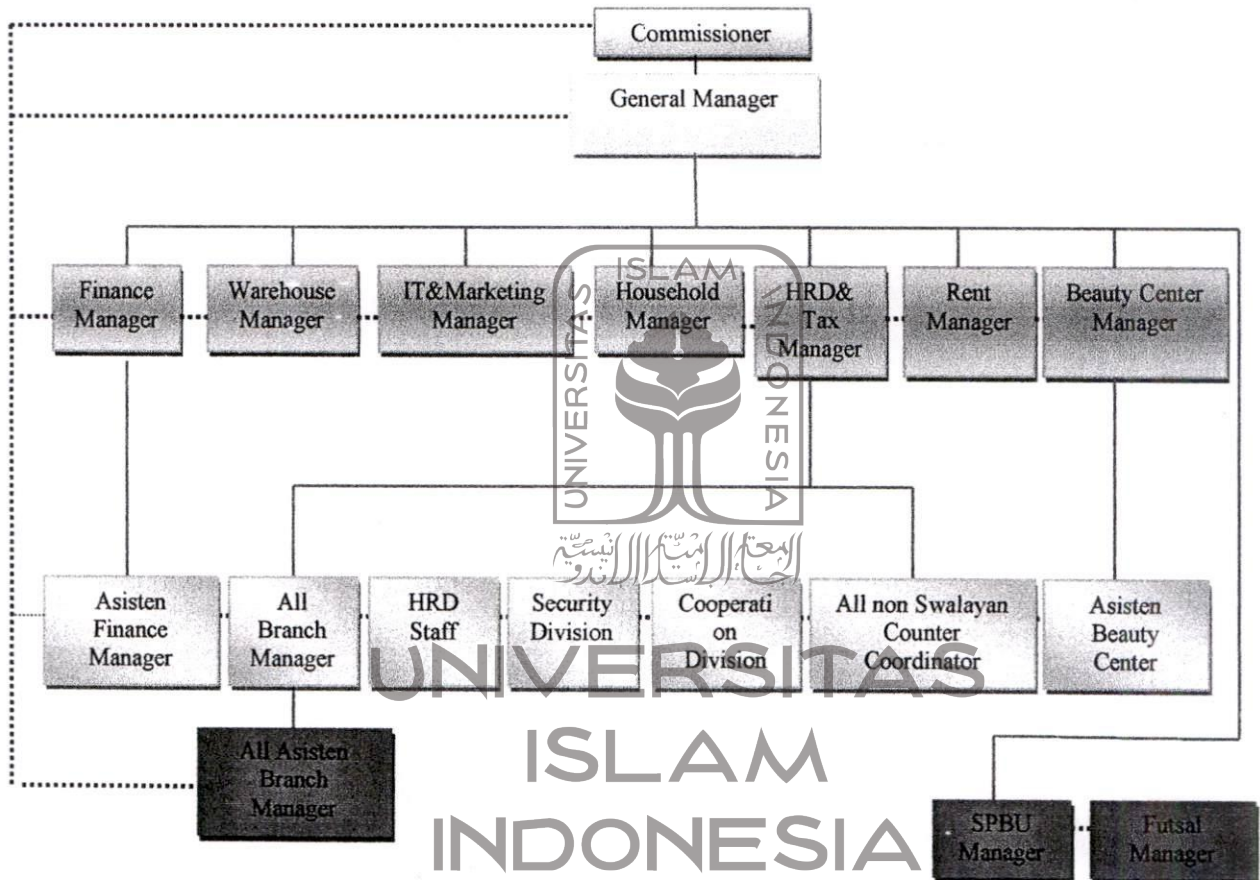 Commissioner
General Manager
Finance
Manager
Warehouse
Manager
IT&Marketing
Manager
Household
Manager
HRD&
Tax
Manager
Rent
Manager
Beauty Center
Manager
UNIVERSITAS
ISLAM
INDONESIA
Asisten
Finance
Manager
All
Branch
Manager
HRD
Staff
Security
Division
Cooperati
on
Division
All non Swalayan
Counter
Coordinator
Asisten
Beauty
Center
UNIVERSITAS
ISLAM
INDONESIA
All Asisten
Branch
Manager
SPBU
Manager
Futsal
Manager